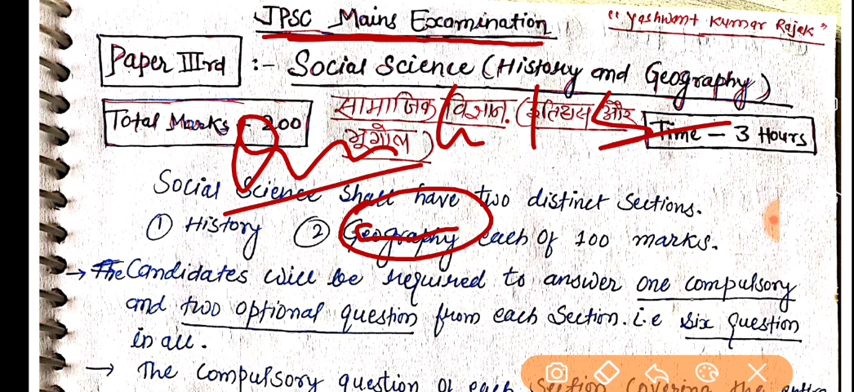 JPSC Mains Examination
"Yashwant Kumar Rajak"
Paper IIIrd :- Social Science (History and Geography)
Total Marks - 200
सामाजिक विज्ञान (इतिहास और
भूगोल)
Time - 3 Hours
Social Science shall have two distinct sections.
① History ② Geography each of 100 marks.
→ The Candidates will be required to answer one compulsory
and two optional question from each section. i.e six question
in all.
→ The compulsory question of each section covering the